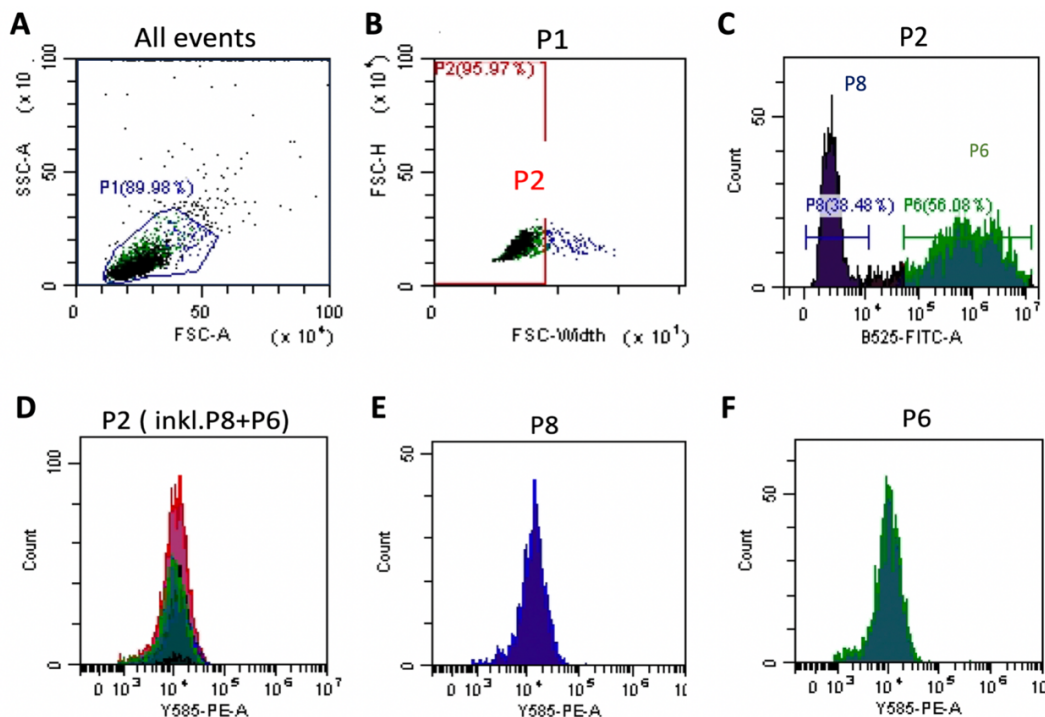 A
All events
SSC-A (x 10⁴)
100
50
0
P1(89.98%)
0 50 100
FSC-A (x 10⁴)
B
P1
FSC-H (x 10⁴)
100
50
0
P2(95.97%)
P2
FSC-Width (x 10¹)
C
P2
P8
P6
Count
50
0
P8(38.48%) P6(56.08%)
0 10⁴ 10⁵ 10⁶ 10⁷
B525-FITC-A
D
P2 ( inkl.P8+P6)
Count
100
50
0
0 10³ 10⁴ 10⁵ 10⁶ 10⁷
Y585-PE-A
E
P8
Count
50
0
0 10³ 10⁴ 10⁵ 10⁶
Y585-PE-A
F
P6
Count
50
0
0 10³ 10⁴ 10⁵ 10⁶
Y585-PE-A